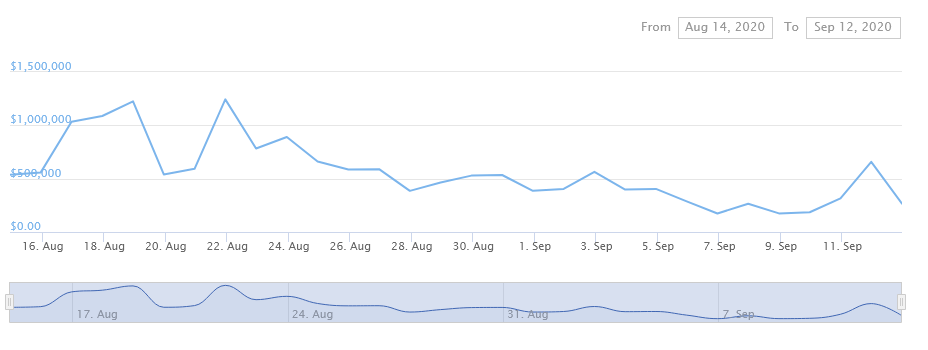 From Aug 14, 2020 To Sep 12, 2020
$1,500,000
$1,000,000
$500,000
$0.00
16. Aug 18. Aug 20. Aug 22. Aug 24. Aug 26. Aug 28. Aug 30. Aug 1. Sep 3. Sep 5. Sep 7. Sep 9. Sep 11. Sep
17. Aug 24. Aug 31. Aug 7. Sep